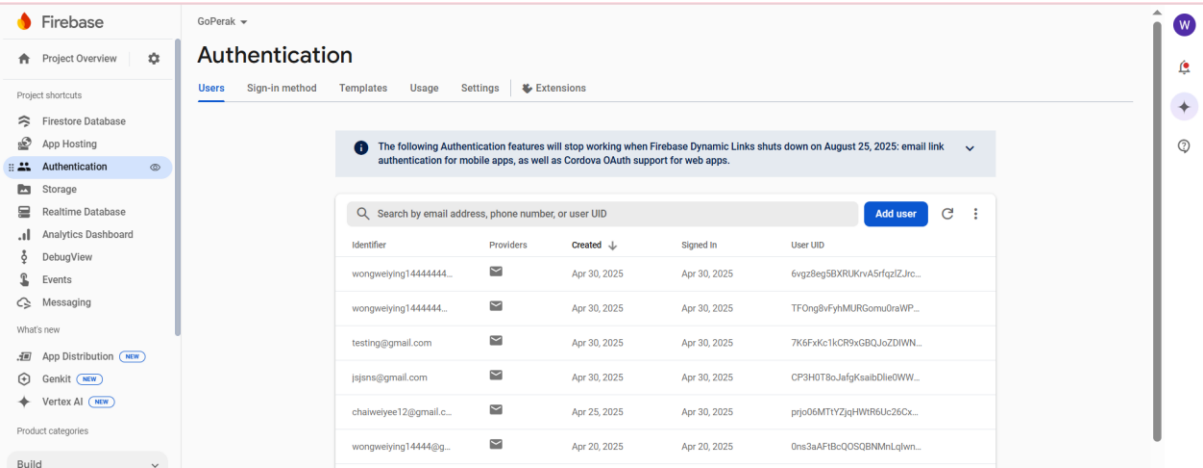 Firebase
Project Overview
Project shortcuts
Firestore Database
App Hosting
Authentication
Storage
Realtime Database
Analytics Dashboard
DebugView
Events
Messaging
What's new
App Distribution NEW
Genkit NEW
Vertex AI NEW
Product categories
Build
GoPerak
Authentication
Users Sign-in method Templates Usage Settings Extensions
The following Authentication features will stop working when Firebase Dynamic Links shuts down on August 25, 2025: email link
authentication for mobile apps, as well as Cordova OAuth support for web apps.
Search by email address, phone number, or user UID Add user
Identifier Providers Created Signed In User UID
wongweiying14444444... Apr 30, 2025 Apr 30, 2025 6vgz8eg5BXRUKrvA5rfqzlZJrc...
wongweiying1444444... Apr 30, 2025 Apr 30, 2025 TFOng8vFyhMURGomu0raWP...
testing@gmail.com Apr 30, 2025 Apr 30, 2025 7K6FxKc1kCR9xGBQJoZDIWN...
jsjsns@gmail.com Apr 30, 2025 Apr 30, 2025 CP3H0T8oJafgKsaibDlie0WW...
chaiweiyee12@gmail.c... Apr 25, 2025 Apr 30, 2025 prjo06MTtYZjqHWtR6Uc26Cx...
wongweiying14444@g... Apr 20, 2025 Apr 20, 2025 0ns3aAFtBcQOSQBNMnLqlwn...
W